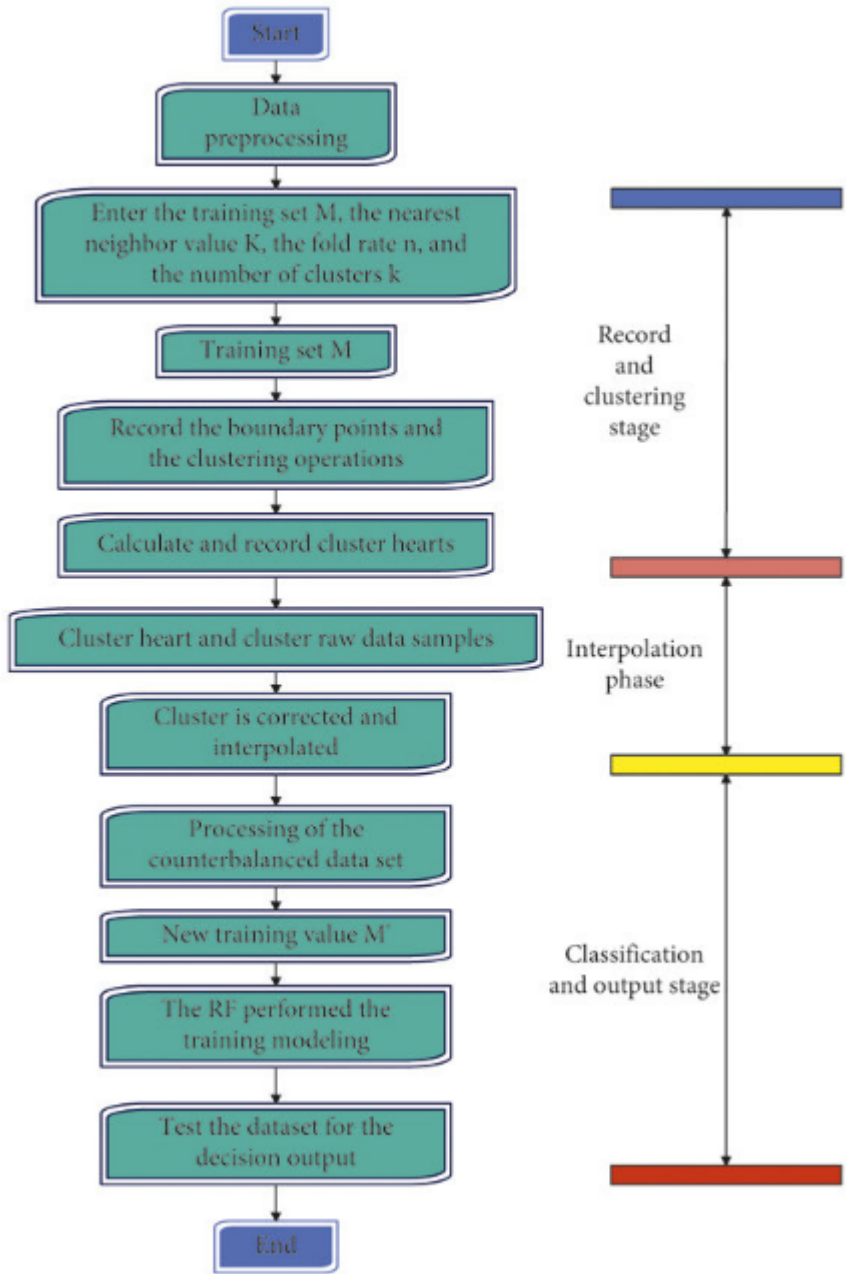 Start
Data
preprocessing
Enter the training set M, the nearest
neighbor value K, the fold rate n, and
the number of clusters k
Training set M
Record the boundary points and
the clustering operations
Calculate and record cluster hearts
Cluster heart and cluster raw data samples
Cluster is corrected and
interpolated
Processing of the
counterbalanced data set
New training value M'
The RF performed the
training modeling
Test the dataset for the
decision output
End
Record
and
clustering
stage
Interpolation
phase
Classification
and output stage